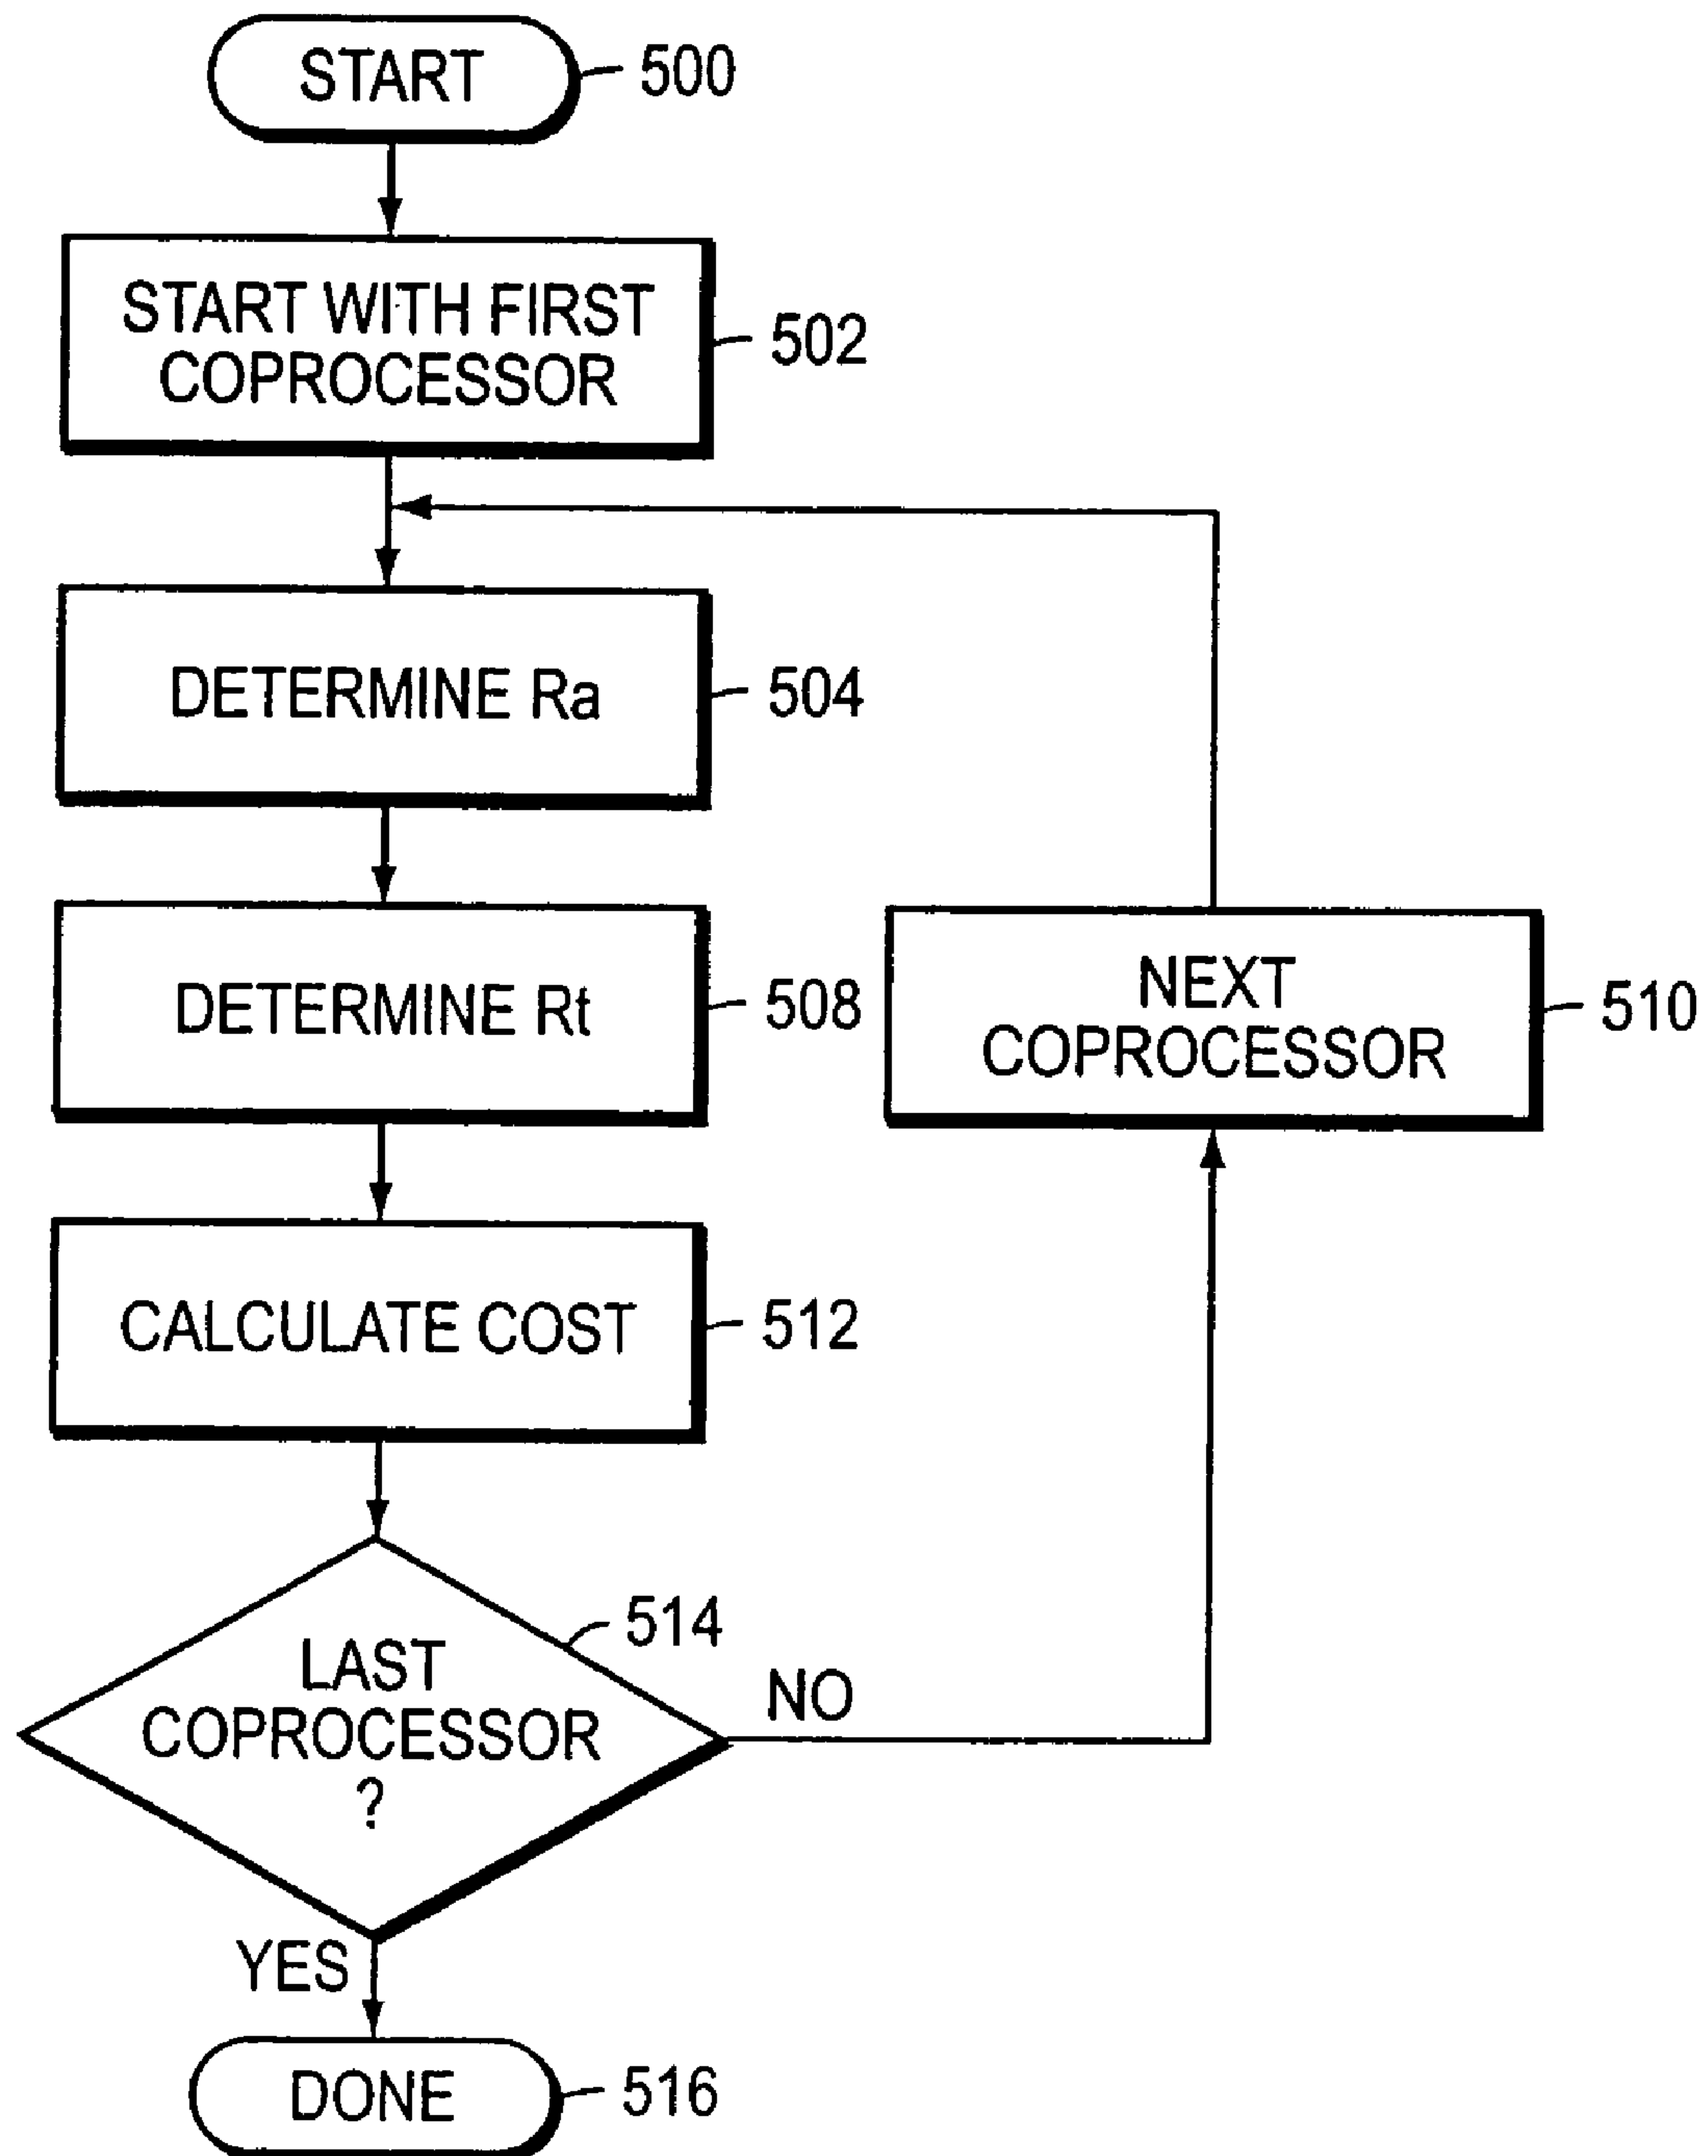 START
500
START WITH FIRST
COPROCESSOR
502
DETERMINE Ra
504
DETERMINE Rt
508
NEXT
COPROCESSOR
510
CALCULATE COST
512
LAST
COPROCESSOR
?
514
NO
YES
DONE
516